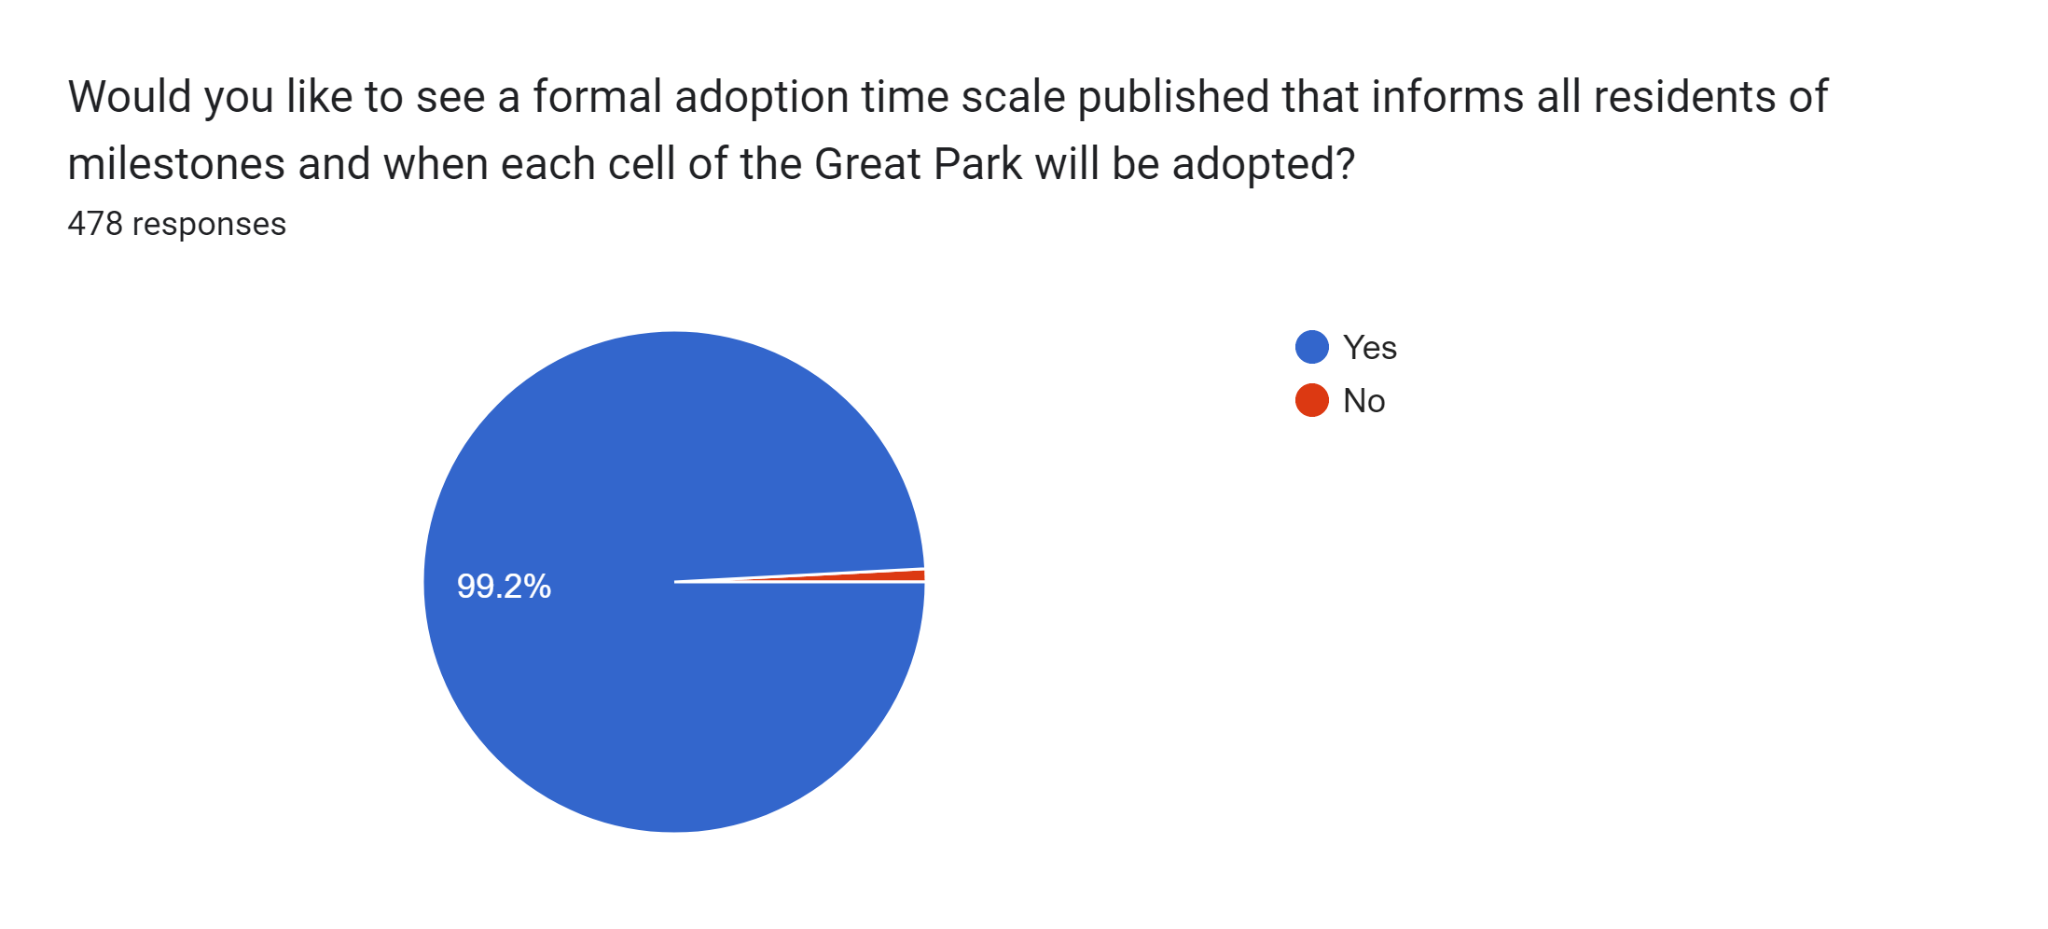 Would you like to see a formal adoption time scale published that informs all residents of
milestones and when each cell of the Great Park will be adopted?
478 responses
Yes
No
99.2%